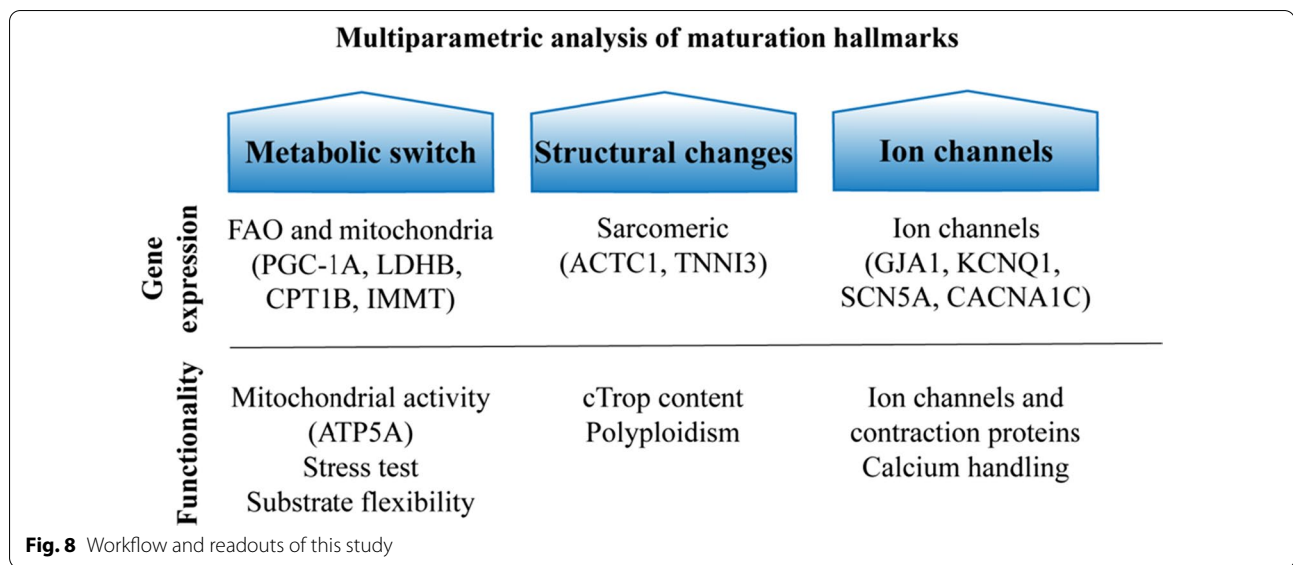 Multiparametric analysis of maturation hallmarks
Metabolic switch
Structural changes
Ion channels
Gene
expression
FAO and mitochondria
(PGC-1A, LDHB,
CPT1B, IMMT)
Sarcomeric
(ACTC1, TNNI3)
Ion channels
(GJA1, KCNQ1,
SCN5A, CACNA1C)
Functionality
Mitochondrial activity
(ATP5A)
Stress test
Substrate flexibility
cTrop content
Polyploidism
Ion channels and
contraction proteins
Calcium handling
Fig. 8 Workflow and readouts of this study